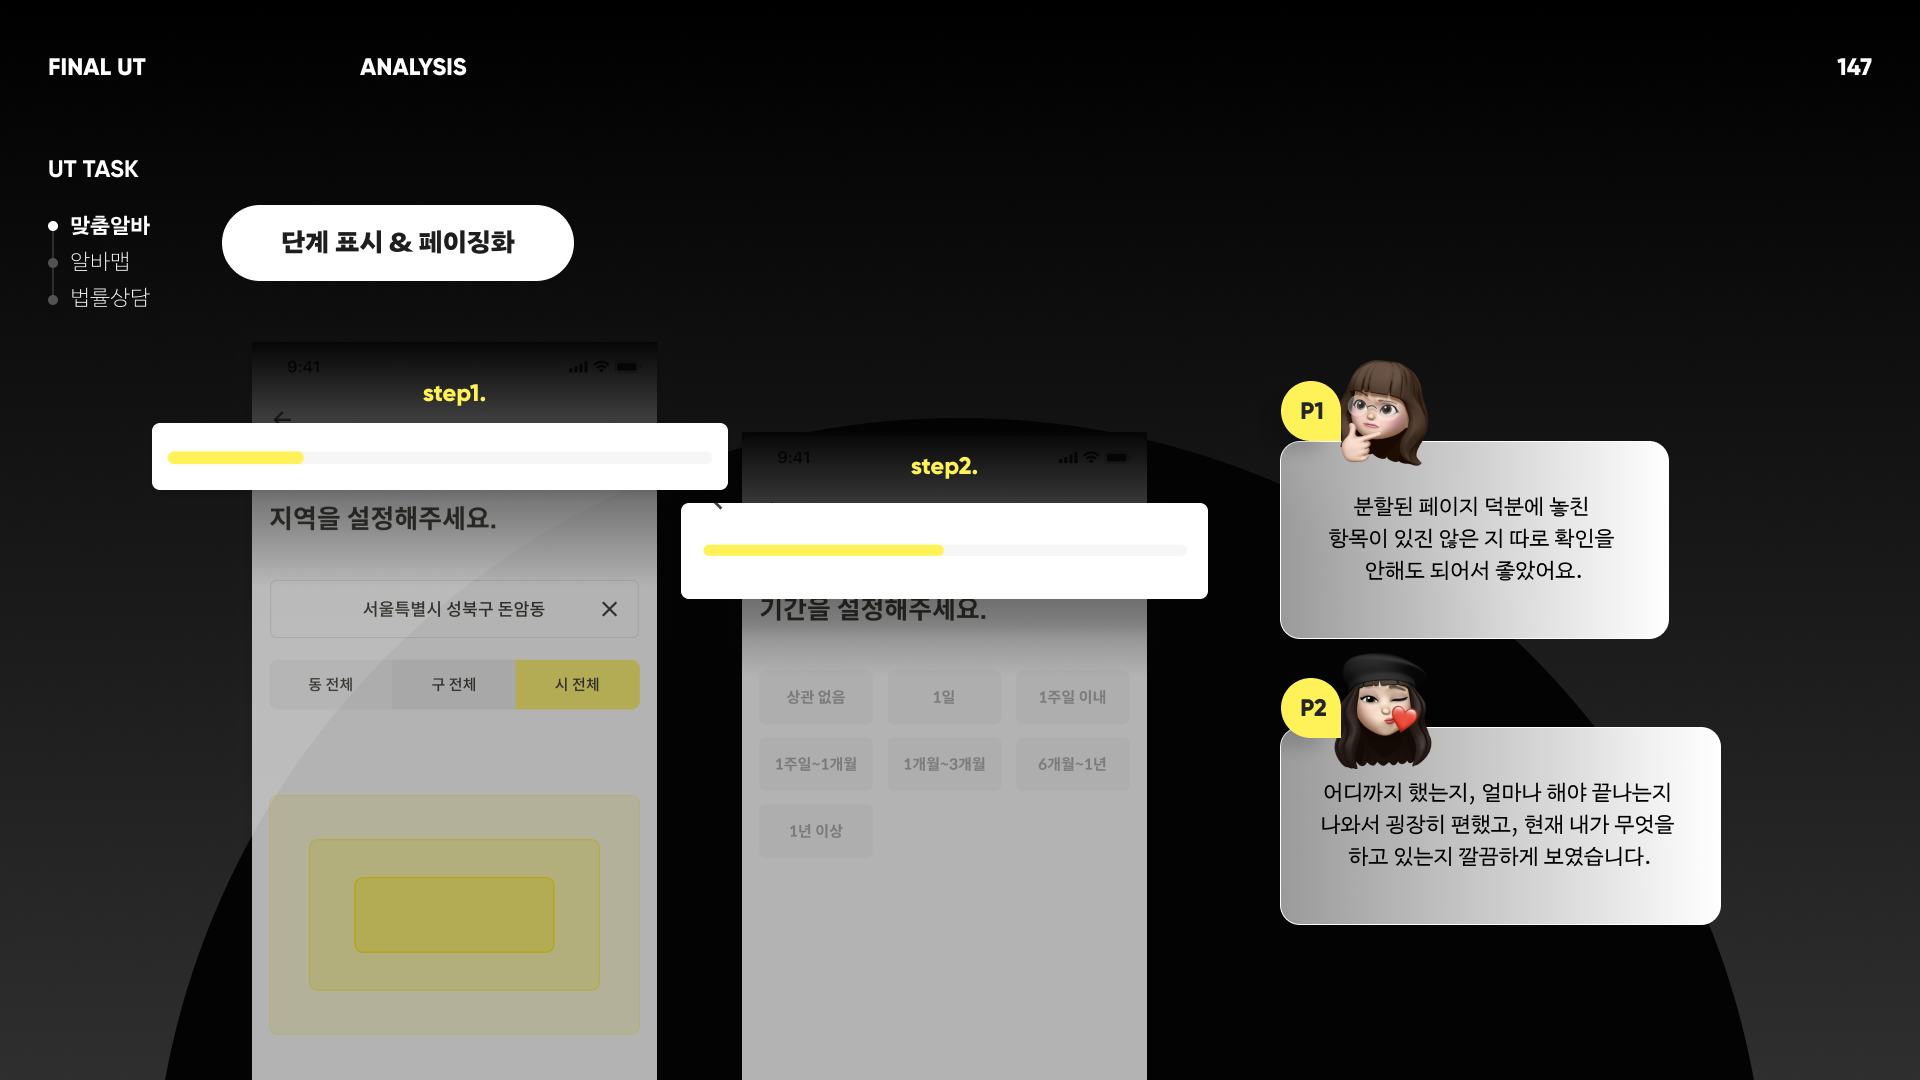 FINAL UT
ANALYSIS
147
UT TASK
맞춤알바
알바맵
법률상담
단계 표시 & 페이징화
9:41
step1.
지역을 설정해주세요.
서울특별시 성북구 돈암동
동 전체
구 전체
시 전체
9:41
step2.
기간을 설정해주세요.
상관 없음
1일
1주일 이내
1주일~1개월
1개월~3개월
6개월~1년
1년 이상
P1
분할된 페이지 덕분에 놓친
항목이 있진 않은 지 따로 확인을
안해도 되어서 좋았어요.
P2
어디까지 했는지, 얼마나 해야 끝나는지
나와서 굉장히 편했고, 현재 내가 무엇을
하고 있는지 깔끔하게 보였습니다.